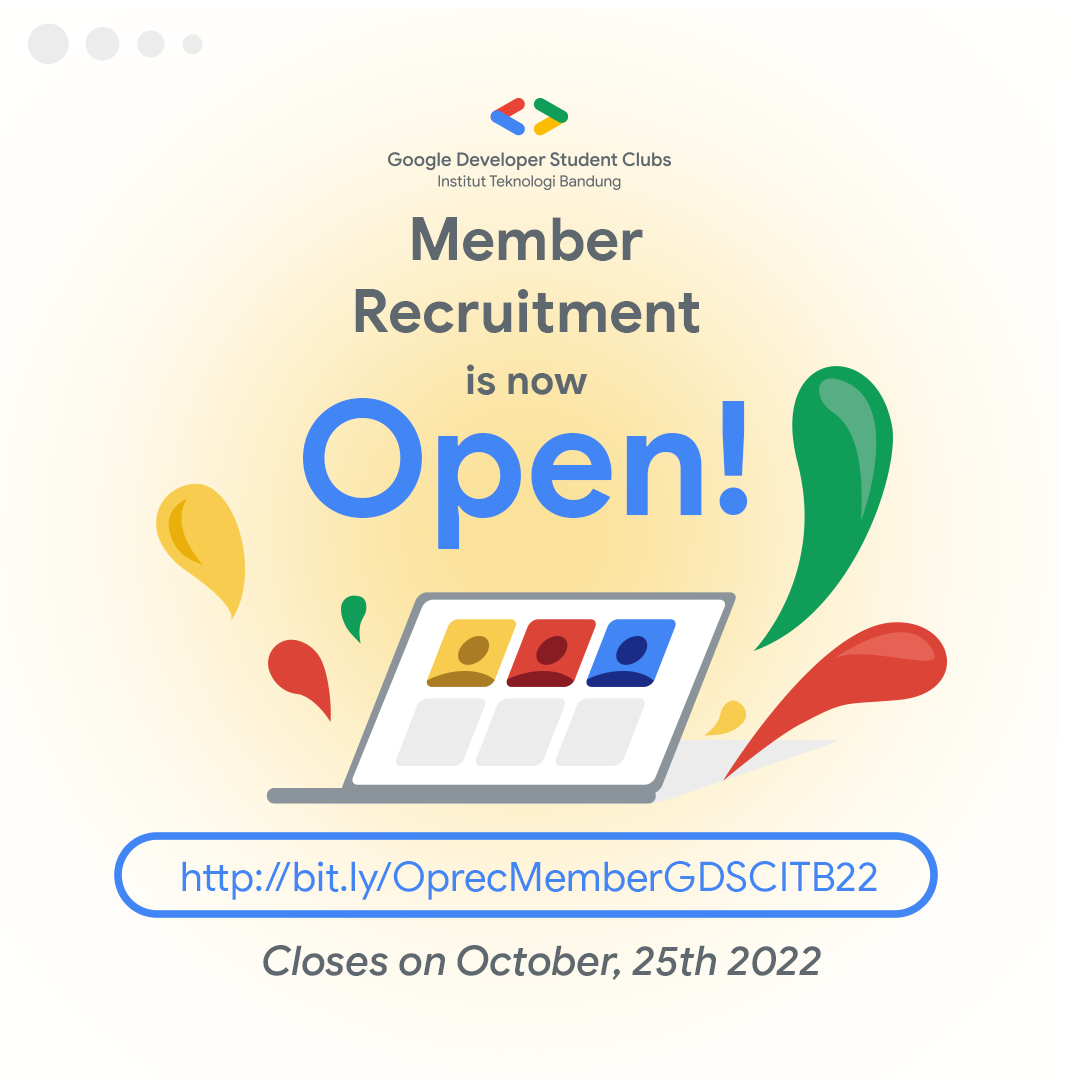 Google Developer Student Clubs
Institut Teknologi Bandung
Member
Recruitment
is now
Open!
http://bit.ly/OprecMemberGDSCITB22
Closes on October, 25th 2022